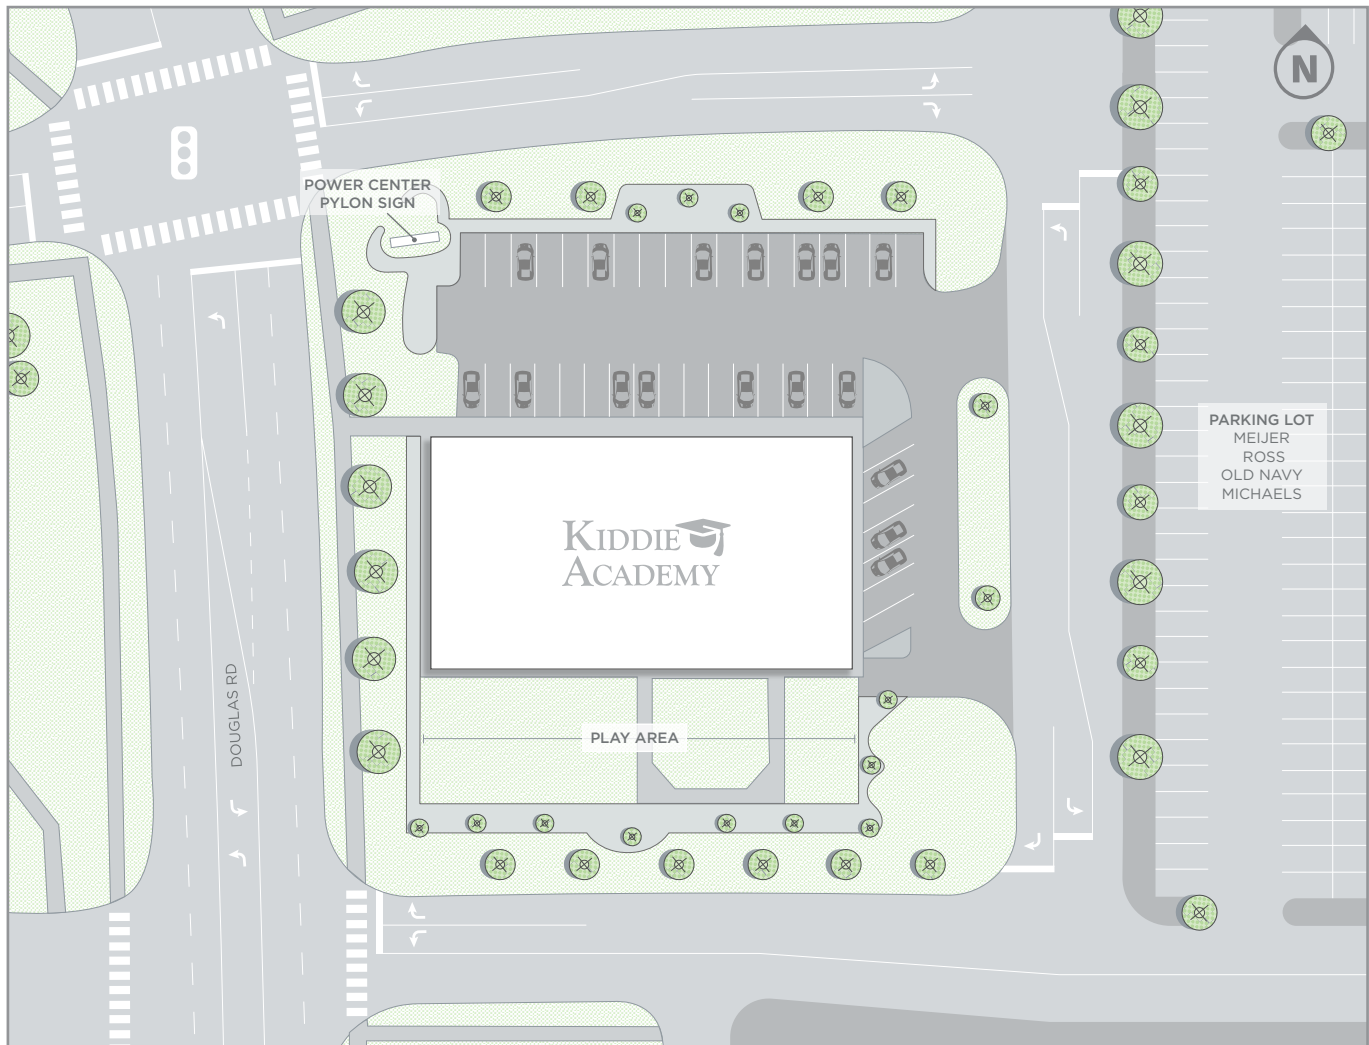 N
POWER CENTER
PYLON SIGN
PARKING LOT
MEIJER
ROSS
OLD NAVY
MICHAELS
KIDDIE
ACADEMY
DOUGLAS RD
PLAY AREA